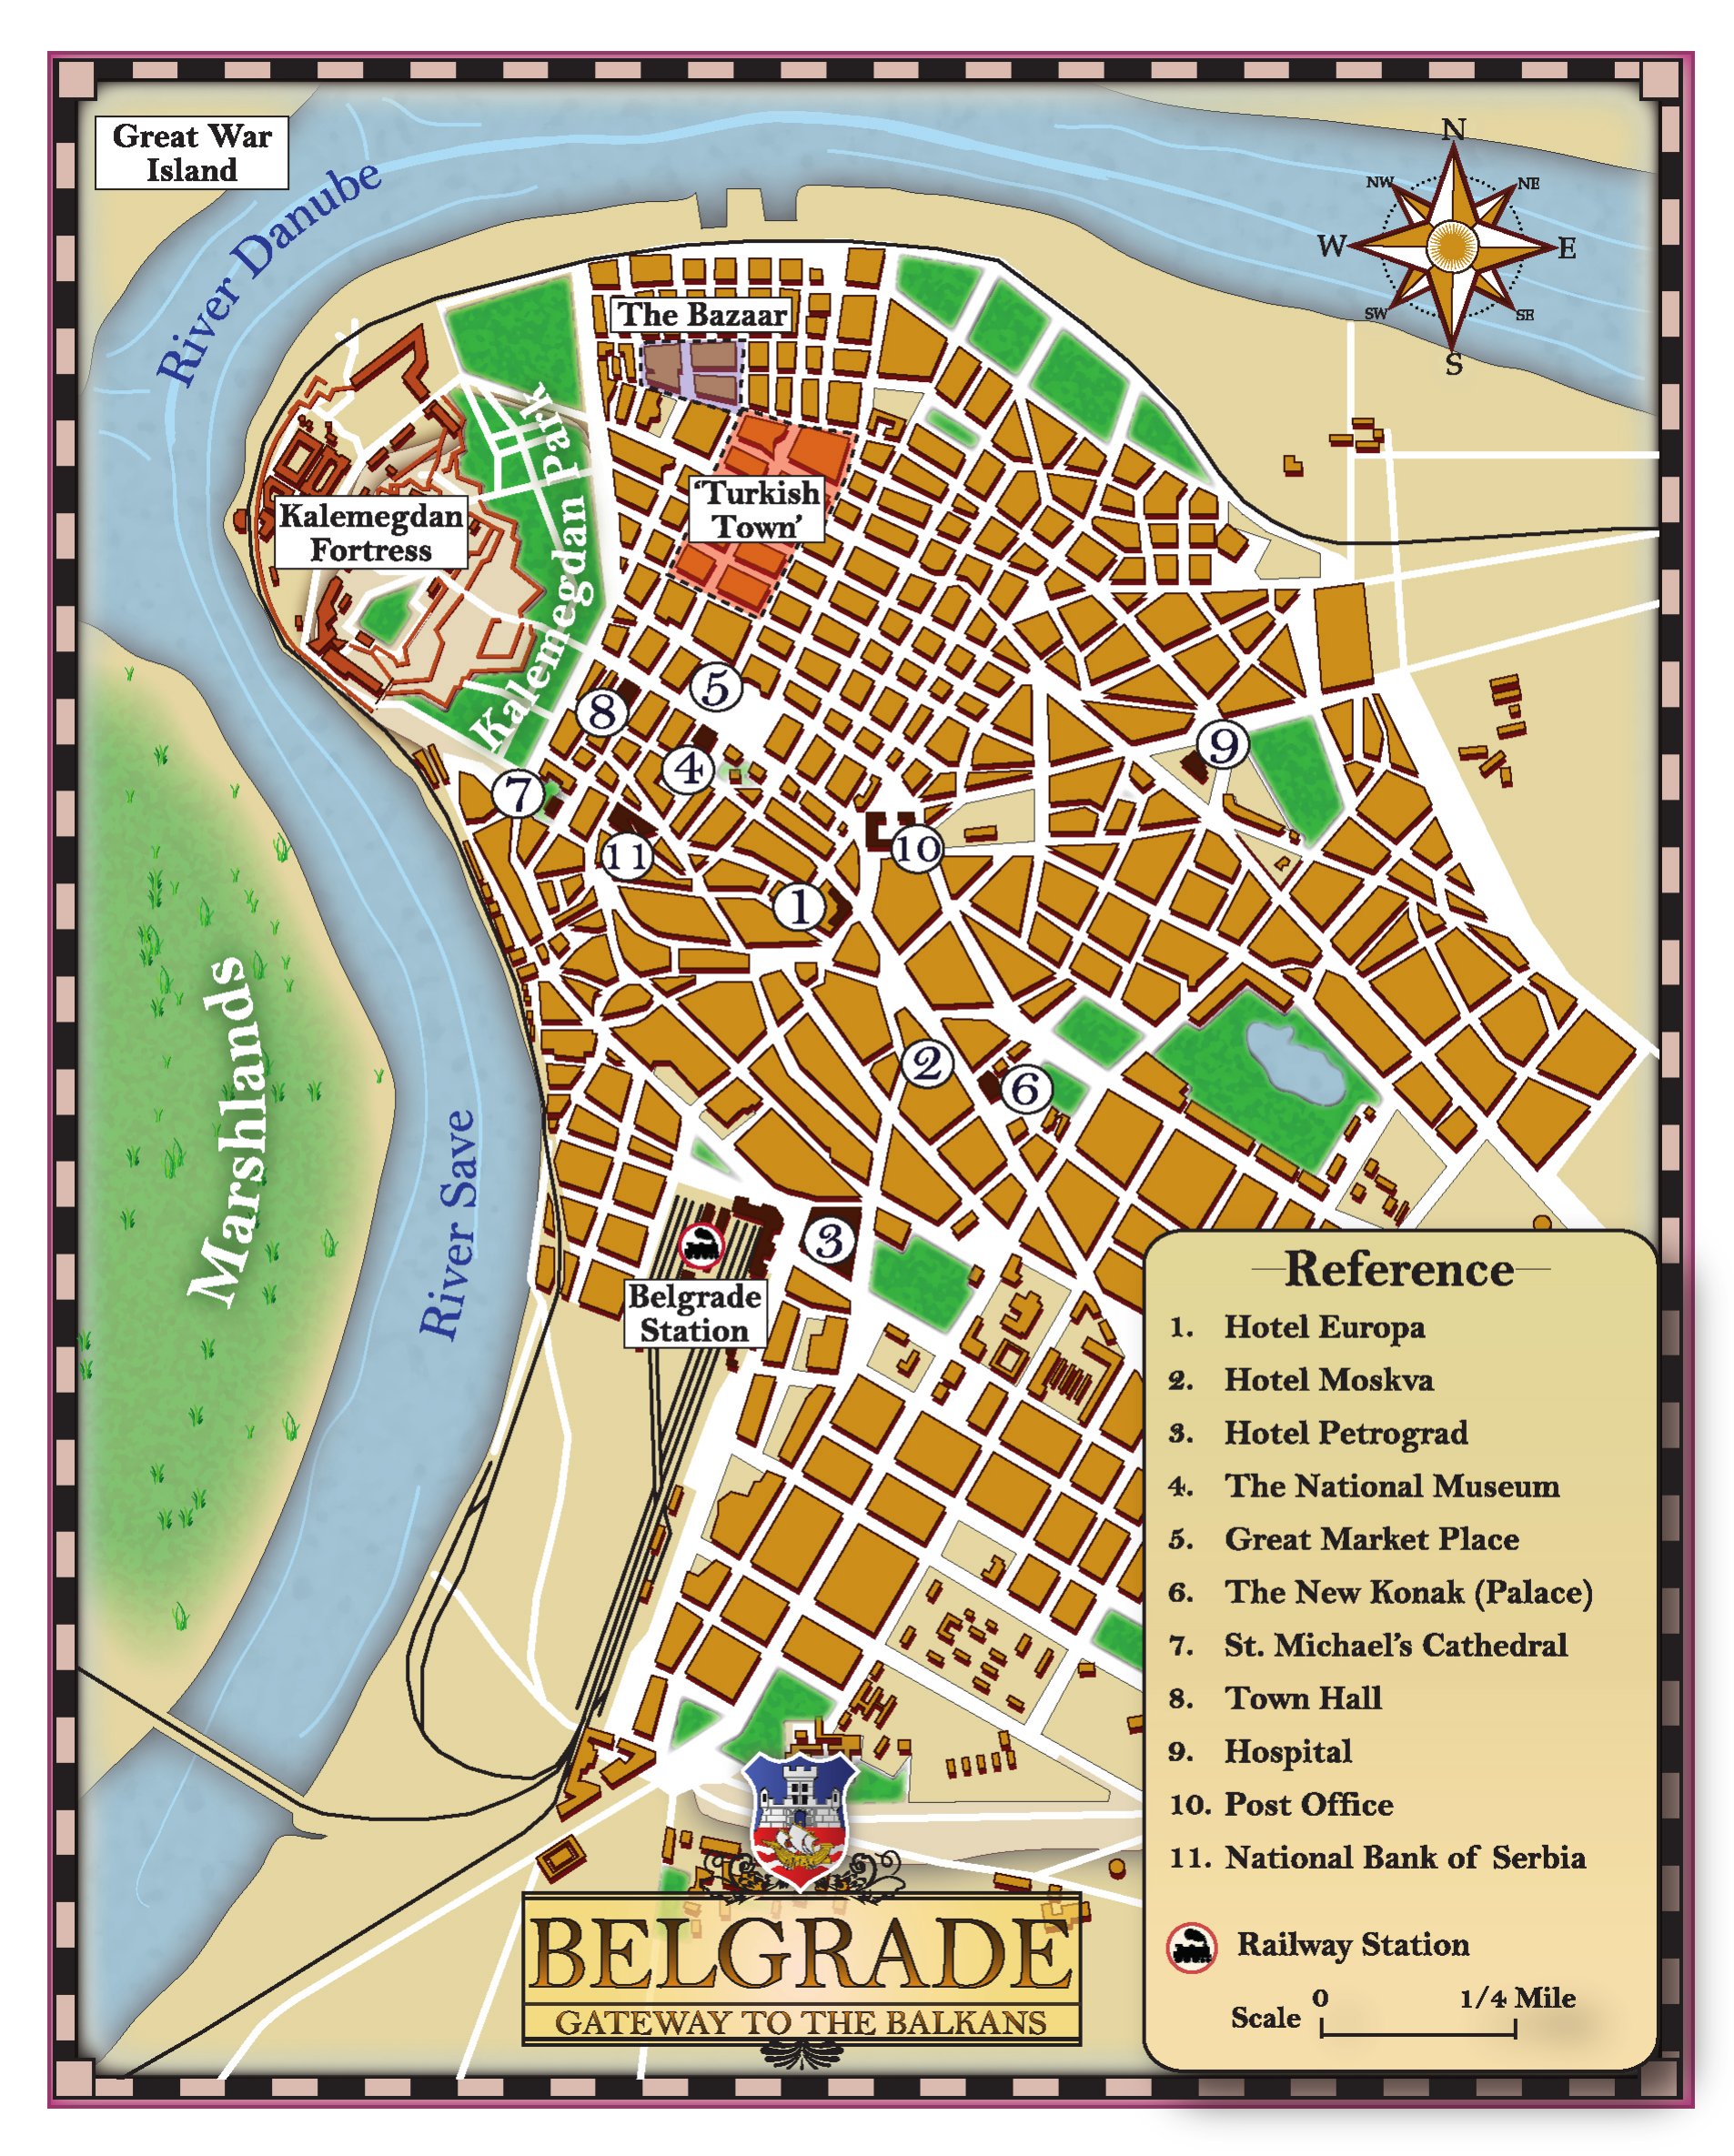 Great War
Island
River Danube
N
NW
NE
W
E
SW
SE
S
The Bazaar
'Turkish
Town'
Kalemegdan
Fortress
Kalemegdan Park
5
8
4
7
9
11
10
1
Marshlands
River Save
2
6
3
Belgrade
Station
Reference
1. Hotel Europa
2. Hotel Moskva
3. Hotel Petrograd
4. The National Museum
5. Great Market Place
6. The New Konak (Palace)
7. St. Michael's Cathedral
8. Town Hall
9. Hospital
10. Post Office
11. National Bank of Serbia
Railway Station
Scale 0 1/4 Mile
BELGRADE
GATEWAY TO THE BALKANS